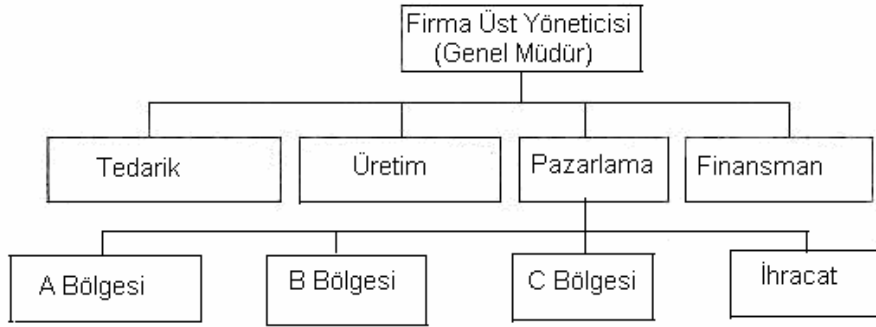 Firma Üst Yöneticisi
(Genel Müdür)
Tedarik
Üretim
Pazarlama
Finansman
A Bölgesi
B Bölgesi
C Bölgesi
İhracat